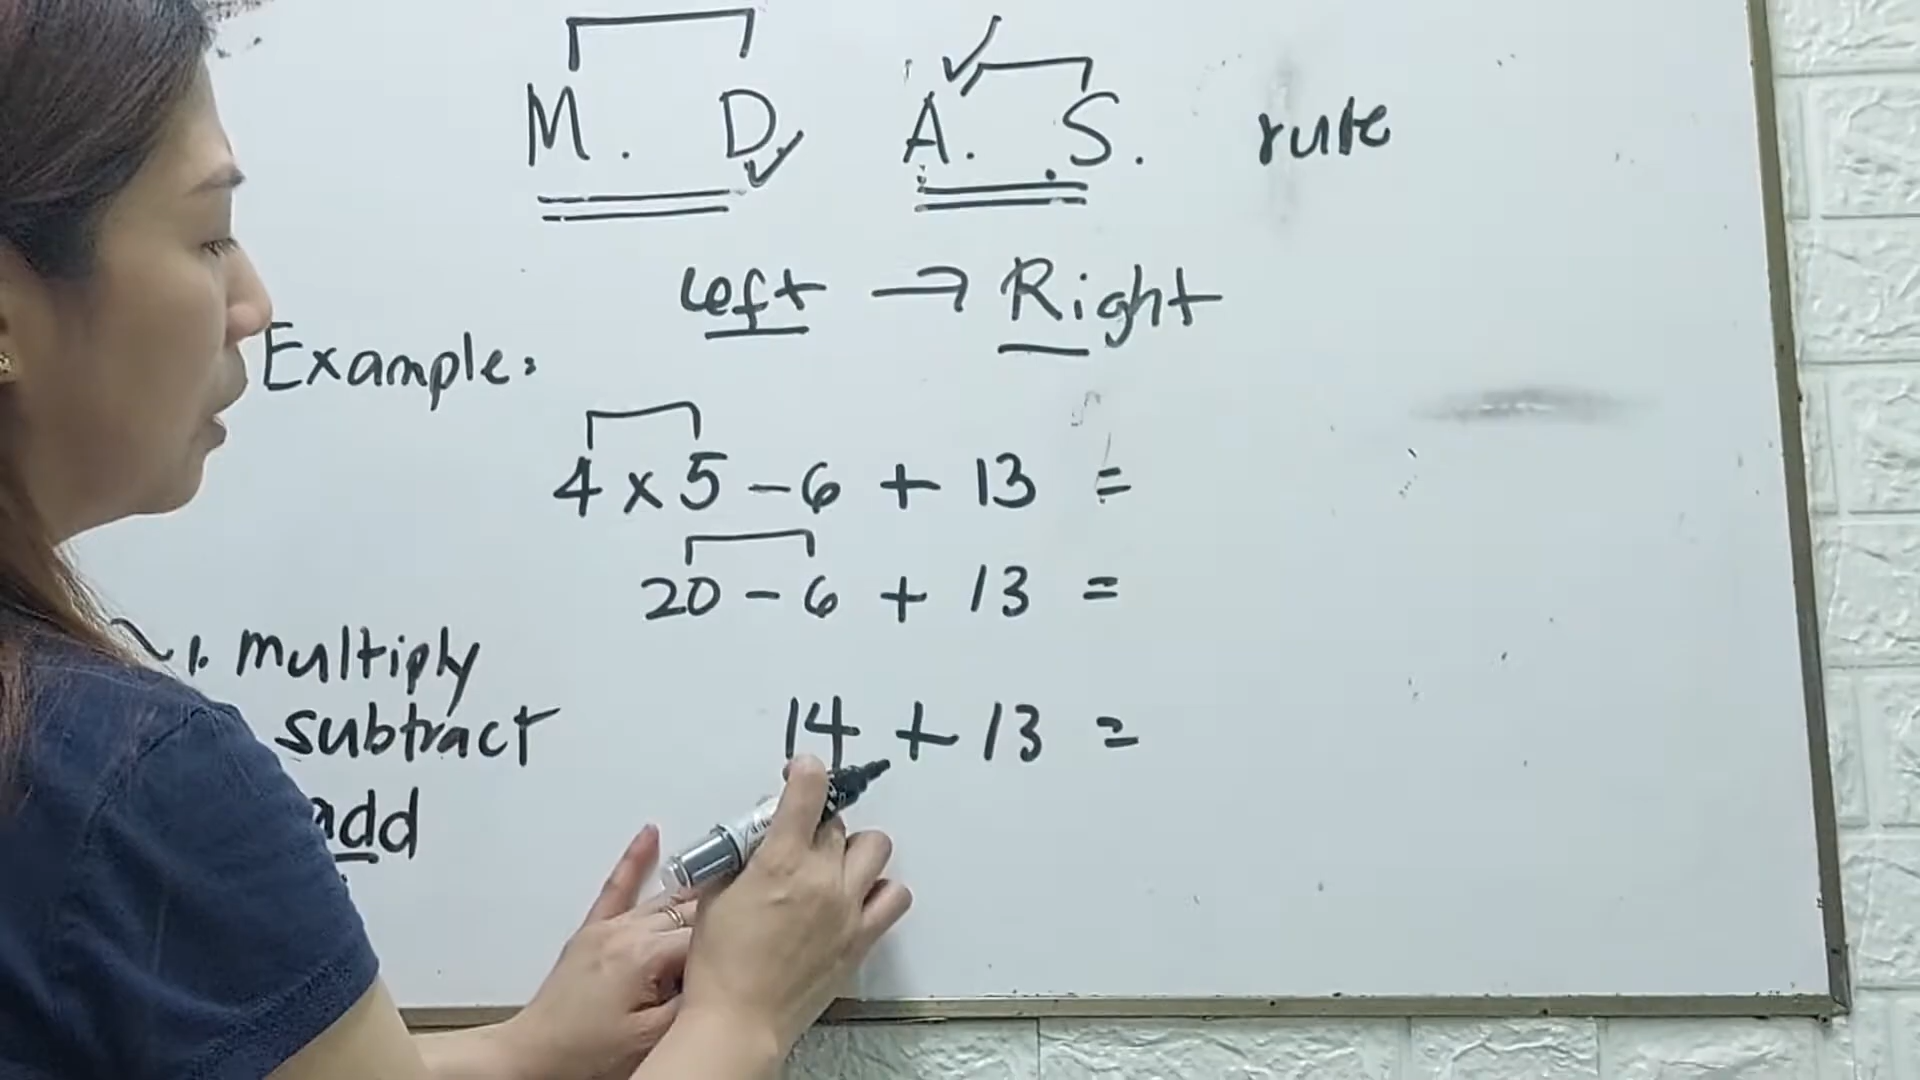 M. D. A. S. rule
Left → Right
Example:
4 x 5 - 6 + 13 =
20 - 6 + 13 =
1. multiply
subtract
14 + 13 =
add